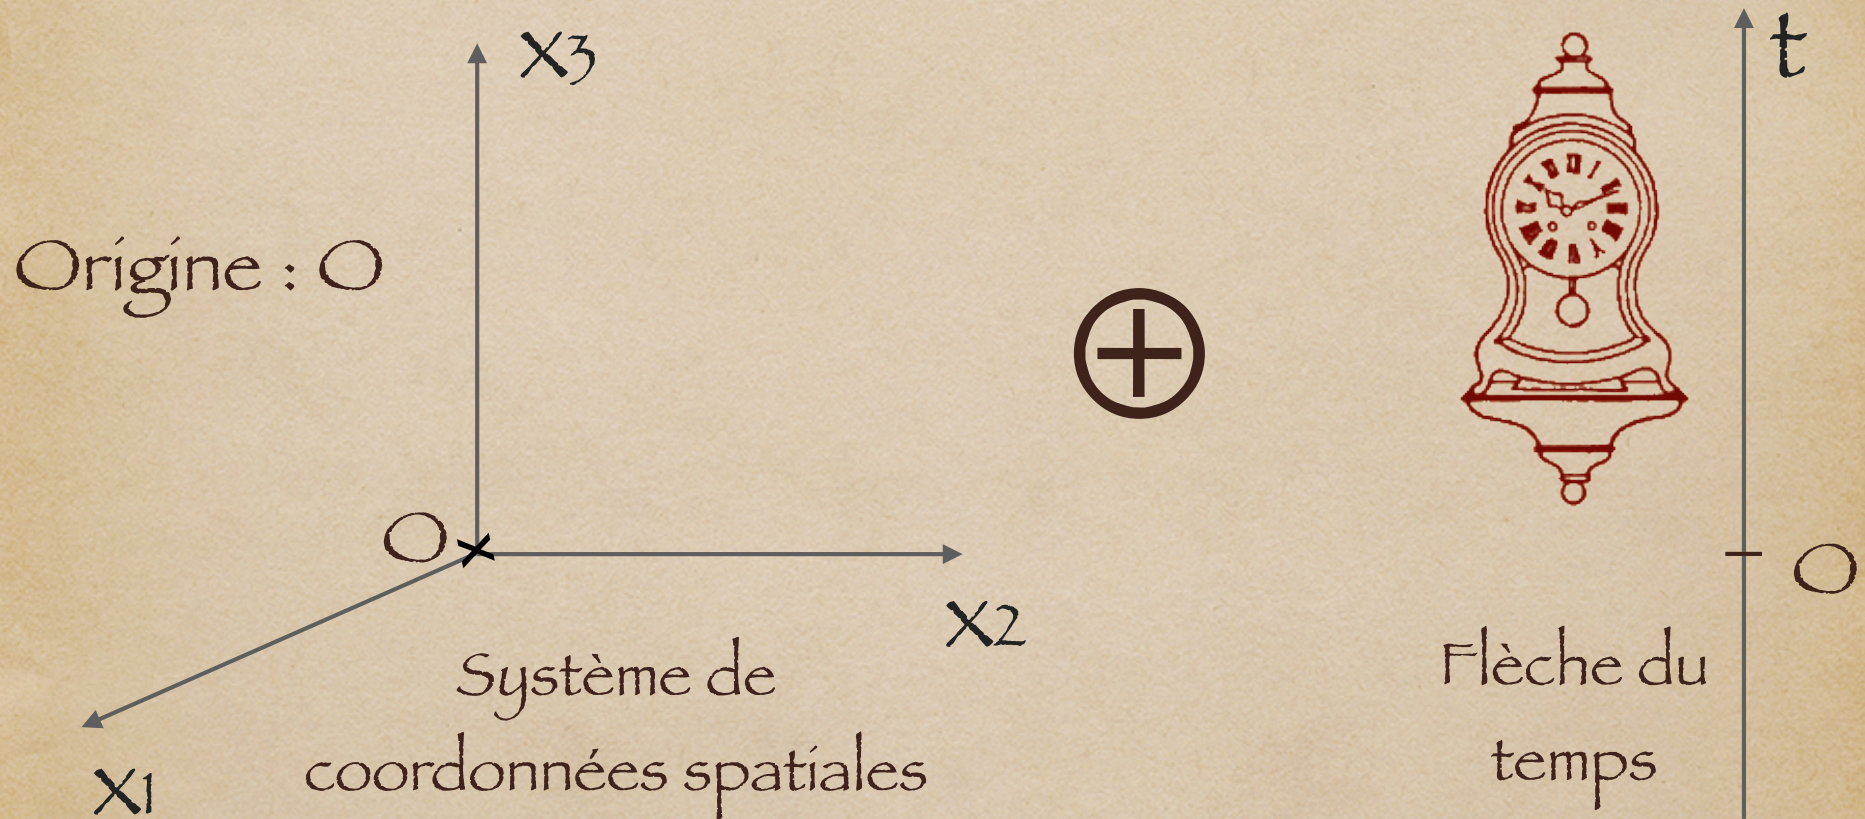 X3
t
Origine : O
O
X2
O
Système de
coordonnées spatiales
Flèche du
temps
X1